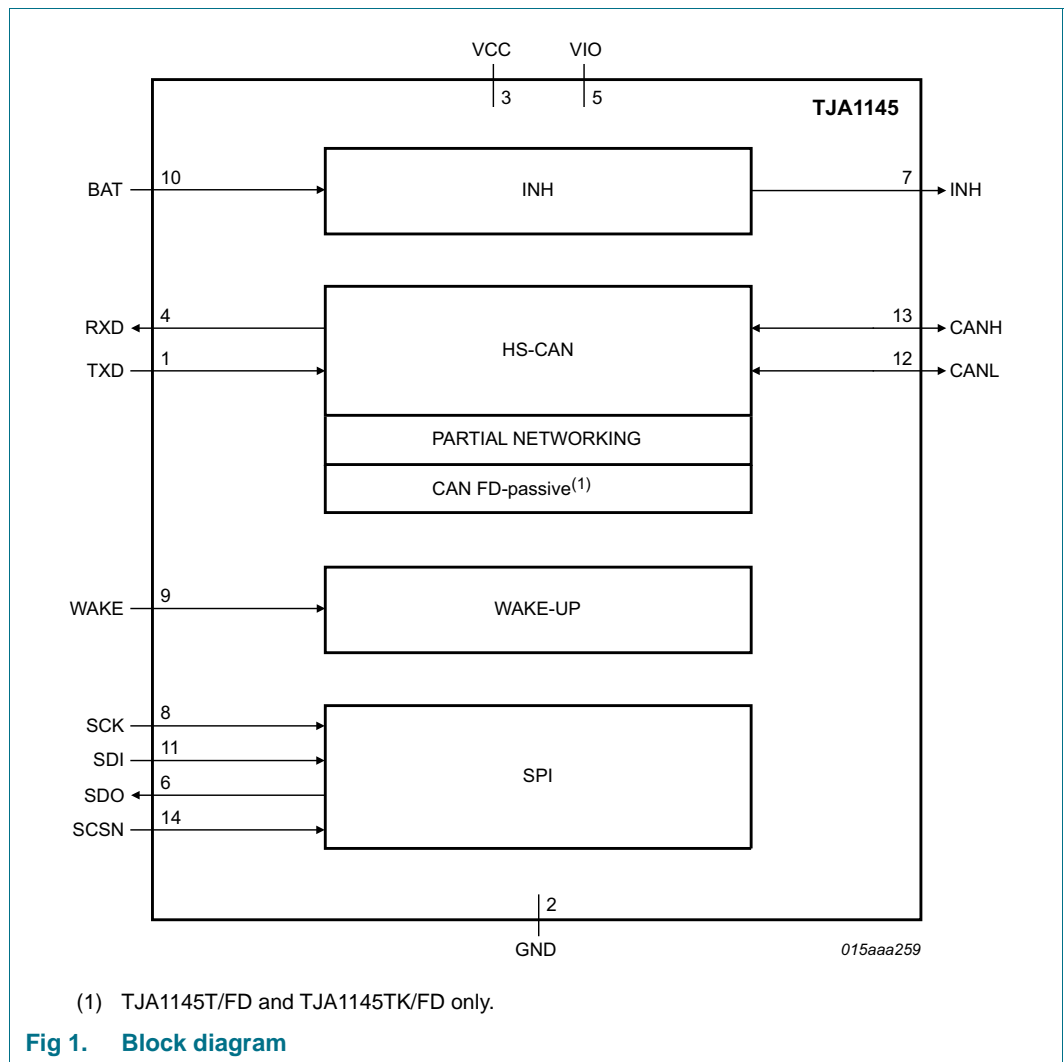 VCC VIO
3 5
TJA1145
BAT 10 INH 7 INH
RXD 4 13 CANH
HS-CAN
TXD 1 12 CANL
PARTIAL NETWORKING
CAN FD-passive(1)
WAKE 9 WAKE-UP
SCK 8
SDI 11
SPI
SDO 6
SCSN 14
2
GND
015aaa259
(1) TJA1145T/FD and TJA1145TK/FD only.
Fig 1. Block diagram